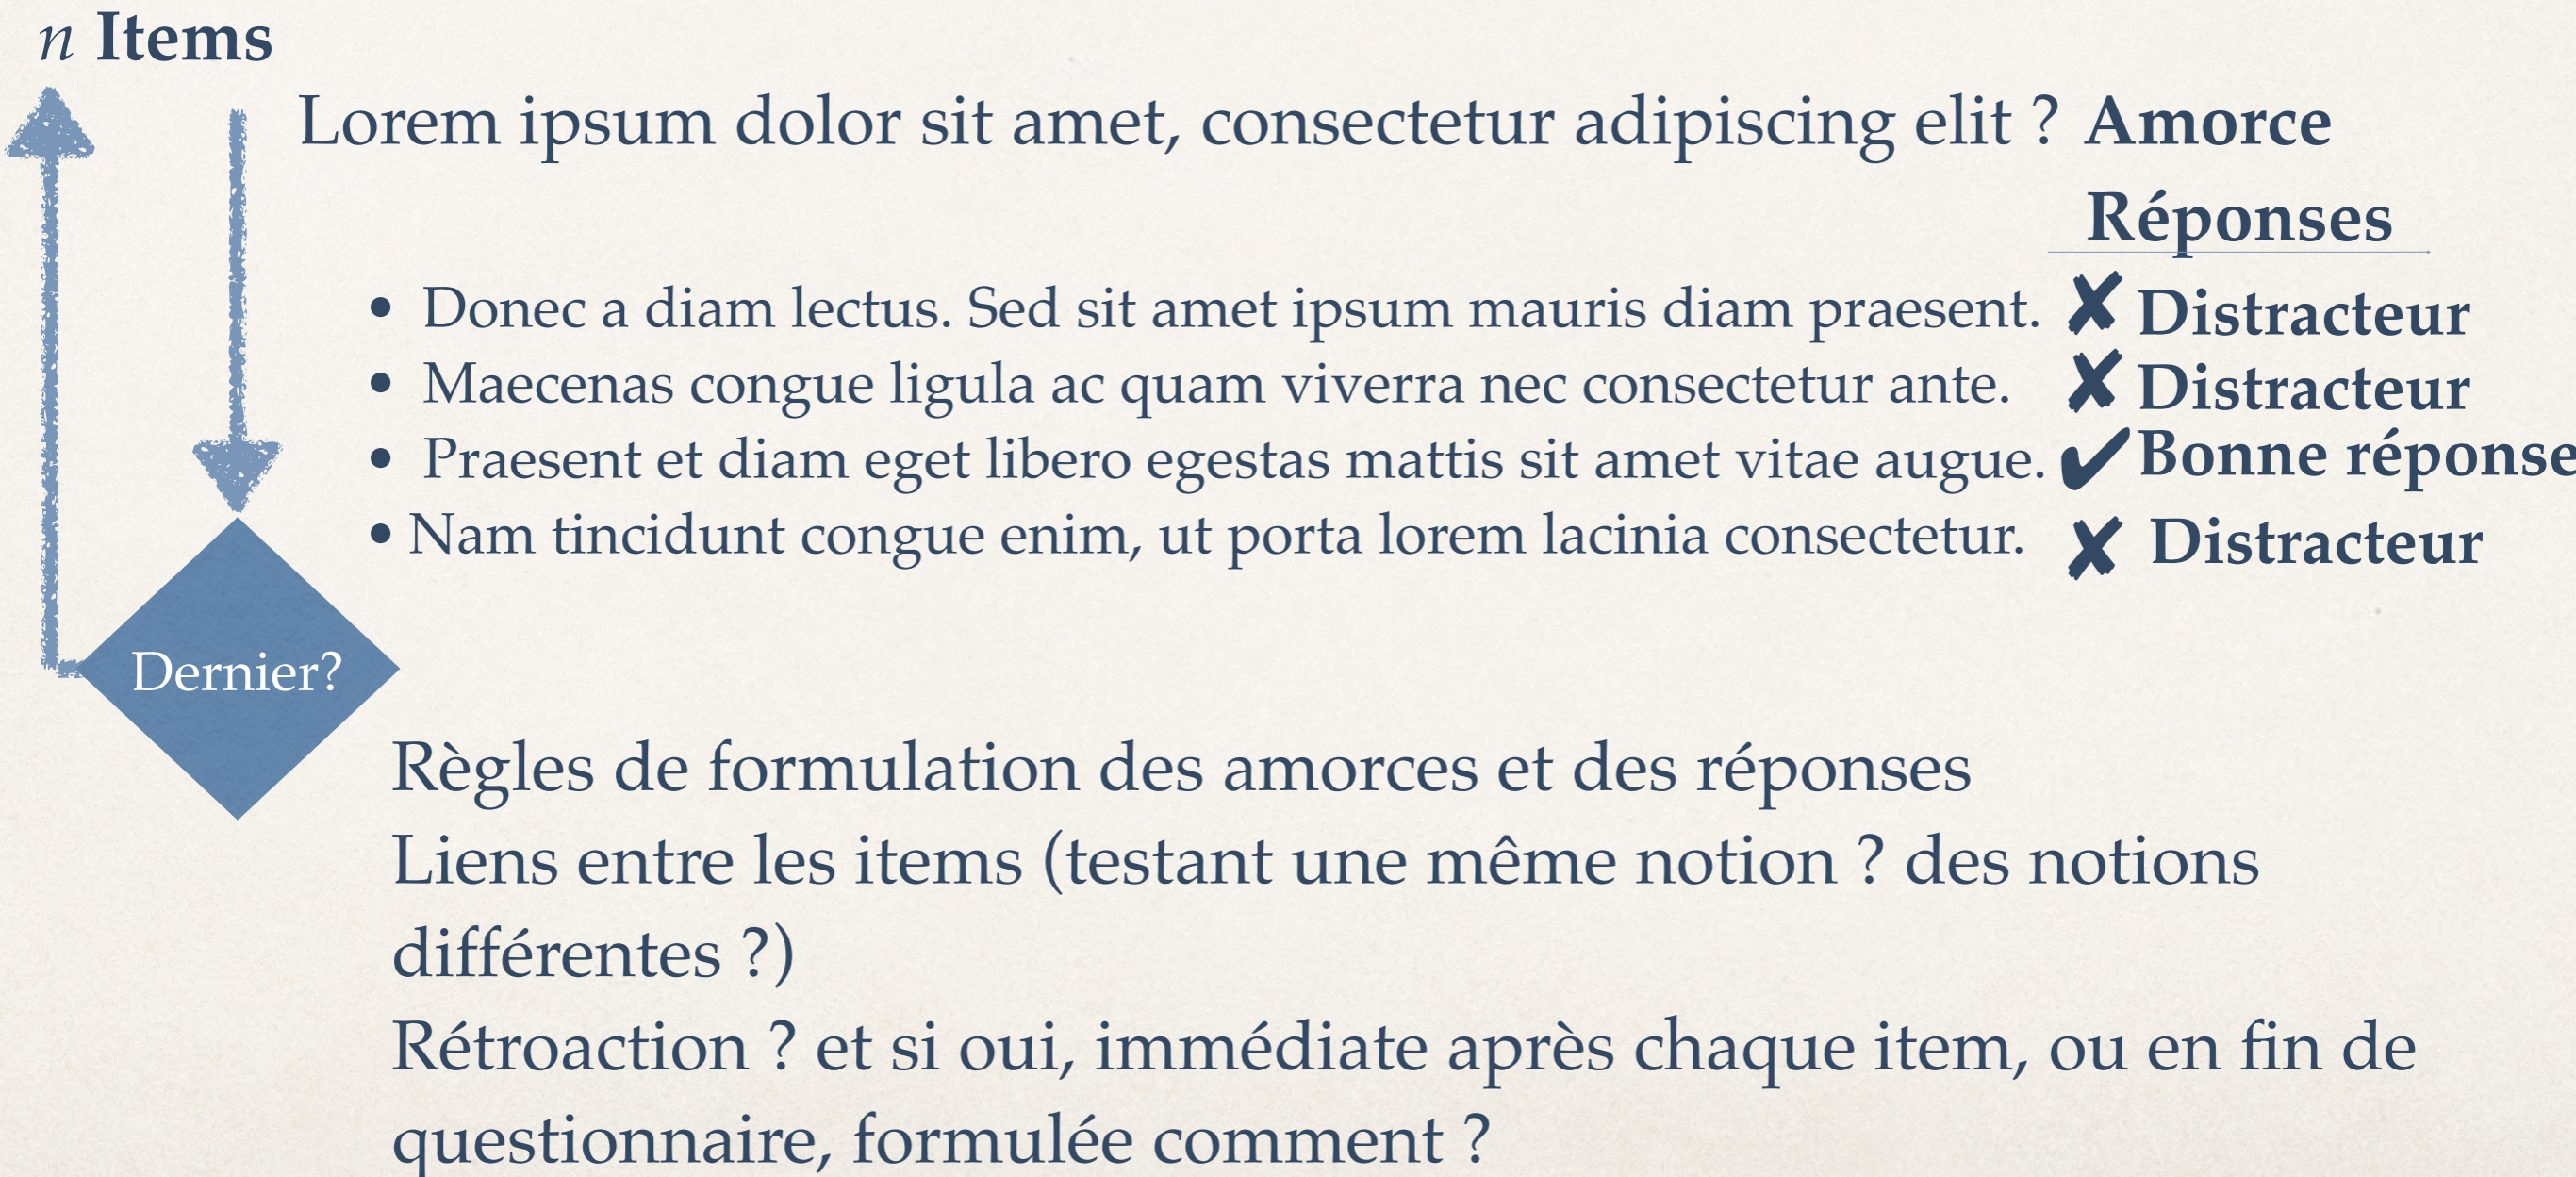 n Items
Lorem ipsum dolor sit amet, consectetur adipiscing elit ? Amorce
Réponses
• Donec a diam lectus. Sed sit amet ipsum mauris diam praesent. ✘ Distracteur
• Maecenas congue ligula ac quam viverra nec consectetur ante. ✘ Distracteur
• Praesent et diam eget libero egestas mattis sit amet vitae augue. ✔ Bonne réponse
• Nam tincidunt congue enim, ut porta lorem lacinia consectetur. ✘ Distracteur
Dernier?
Règles de formulation des amorces et des réponses
Liens entre les items (testant une même notion ? des notions
différentes ?)
Rétroaction ? et si oui, immédiate après chaque item, ou en fin de
questionnaire, formulée comment ?